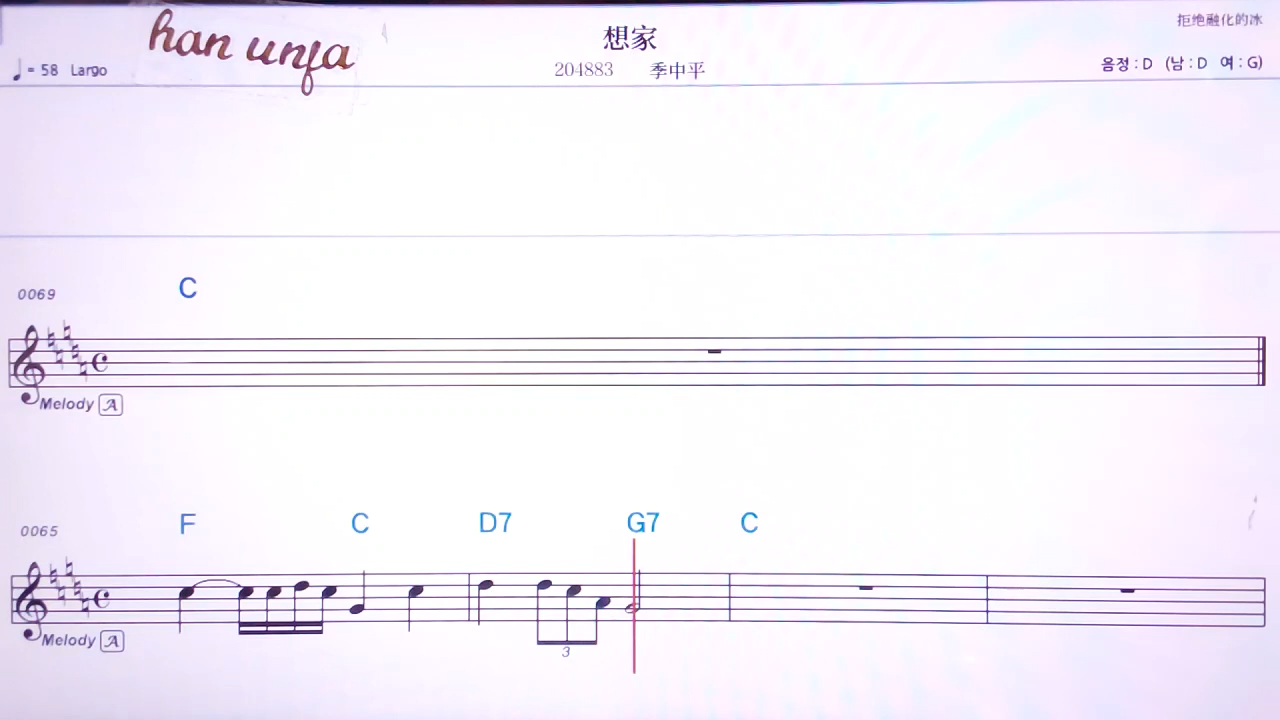 han unfa
想家
拒绝融化的冰
♩= 58 Largo
204883 季中平
음정 : D (남 : D 여 : G)
0069
C
Melody A
0065
F C D7 G7 C
Melody A
3